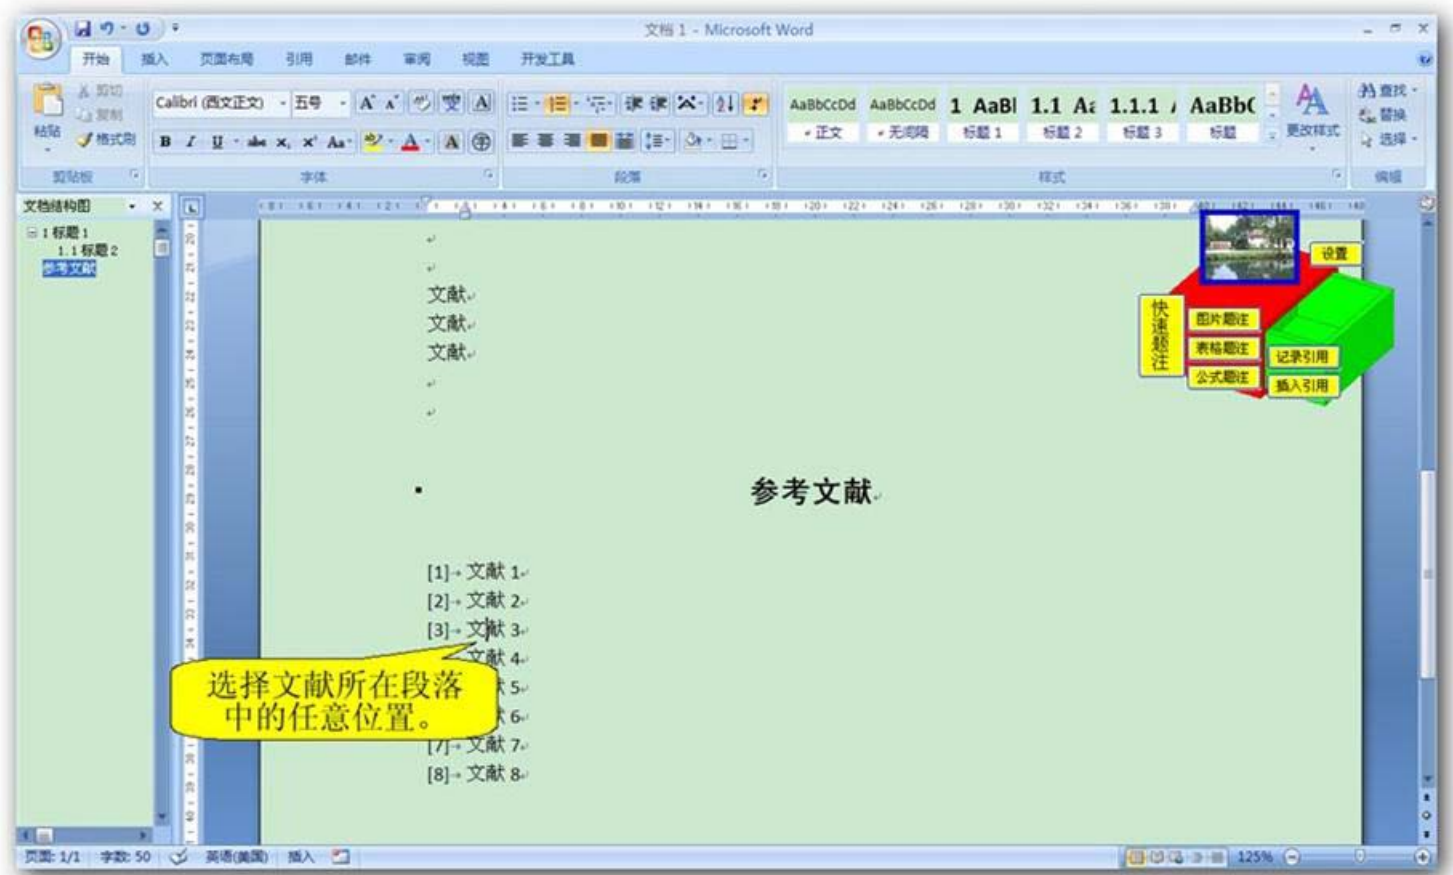 文档 1 - Microsoft Word
开始 插入 页面布局 引用 邮件 审阅 视图 开发工具
粘贴
剪切
复制
格式刷
剪贴板
Calibri (西文正文) 五号
字体
段落
AaBbCcDd AaBbCcDd 1 AaBl 1.1 Aa 1.1.1 AaBb(
正文 无间隔 标题 1 标题 2 标题 3 标题
更改样式
样式
查找
替换
选择
编辑
文档结构图
1 标题 1
1.1 标题 2
参考文献
文献
文献
文献
参考文献
[1] 文献 1
[2] 文献 2
[3] 文献 3
文献 4
献 5
献 6
[7] 文献 7
[8] 文献 8
选择文献所在段落
中的任意位置。
设置
快速题注
图片题注
表格题注
公式题注
记录引用
插入引用
页面: 1/1 字数: 50 英语(美国) 插入 125%